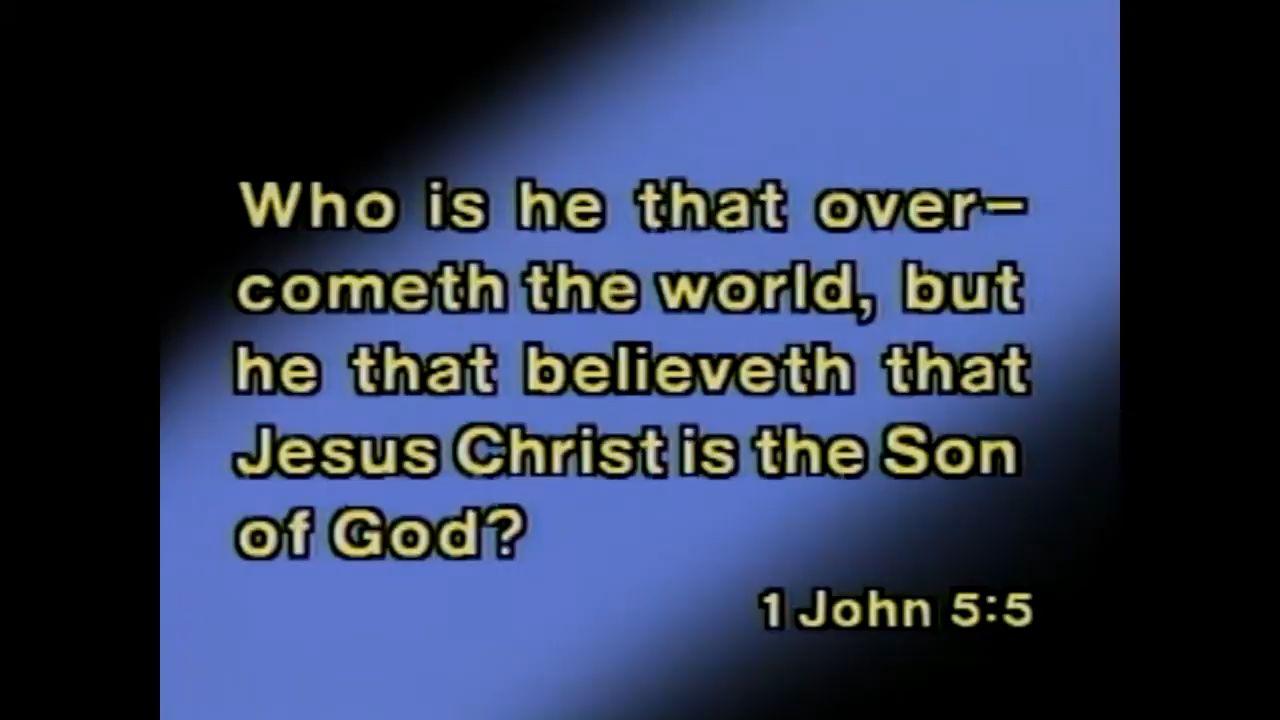 Who is he that over-
cometh the world, but
he that believeth that
Jesus Christ is the Son
of God?
1 John 5:5